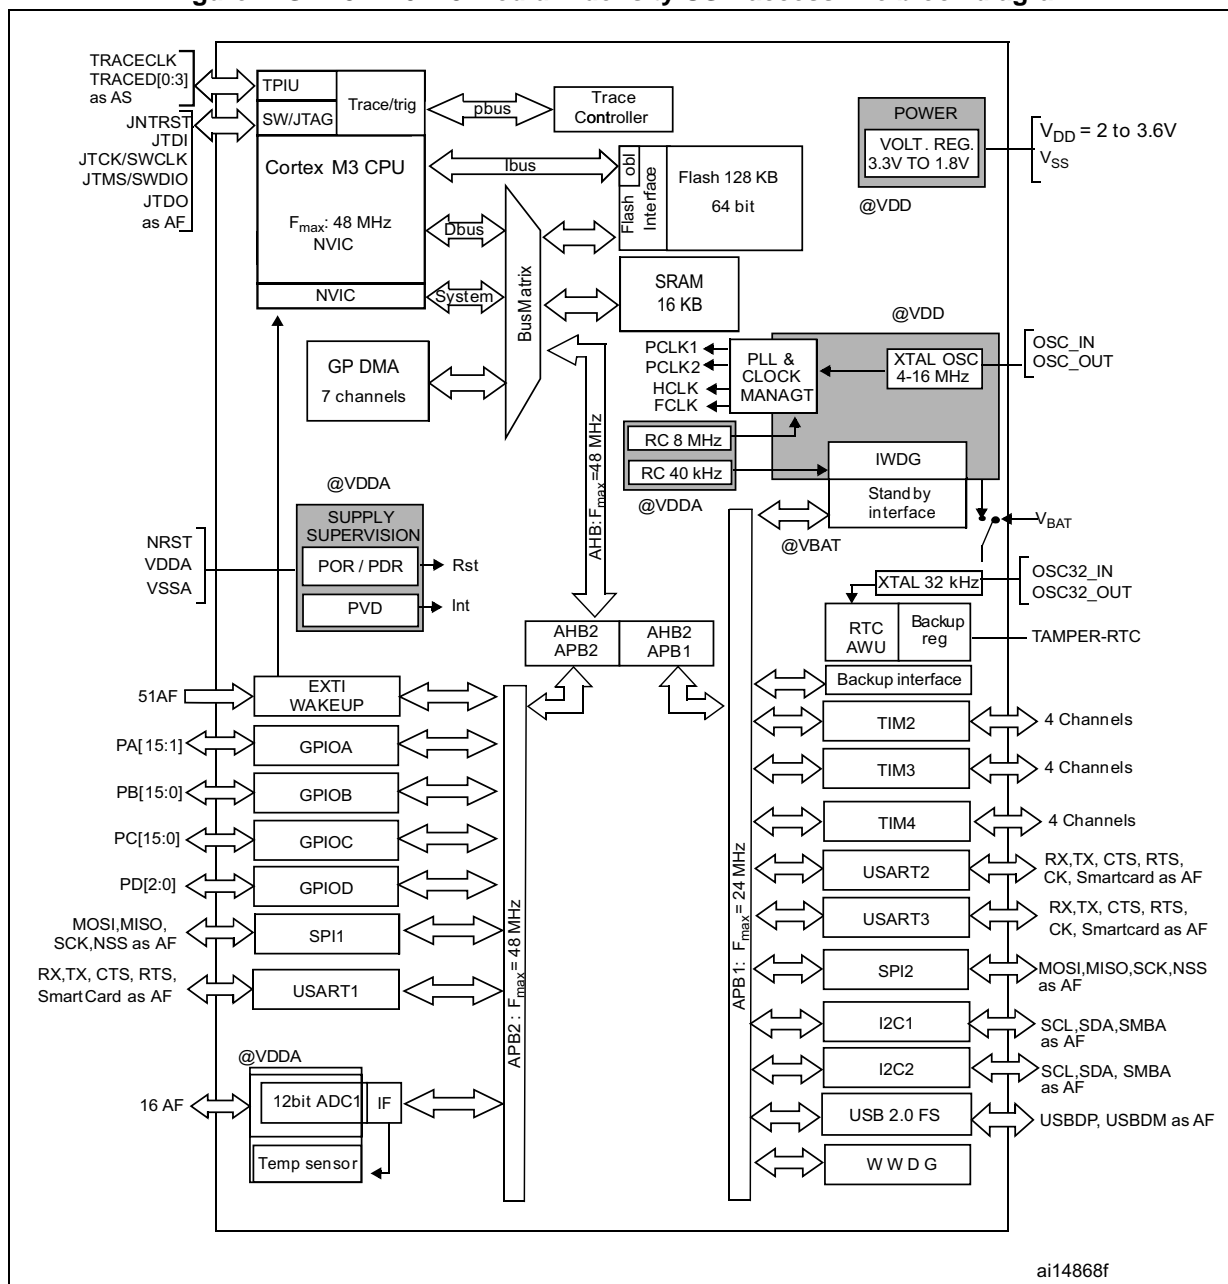 TRACECLK
TRACED[0:3]
as AS
JNTRST
JTDI
JTCK/SWCLK
JTMS/SWDIO
JTDO
as AF
TPIU
SW/JTAG
Trace/trig
pbus
Trace
Controller
Cortex M3 CPU
Fmax: 48 MHz
NVIC
NVIC
Ibus
Dbus
System
BusMatrix
obl
Flash
Interface
Flash 128 KB
64 bit
SRAM
16 KB
POWER
VOLT. REG.
3.3V TO 1.8V
@VDD
VDD = 2 to 3.6V
VSS
GP DMA
7 channels
@VDD
PCLK1
PCLK2
HCLK
FCLK
PLL &
CLOCK
MANAGT
XTAL OSC
4-16 MHz
OSC_IN
OSC_OUT
RC 8 MHz
RC 40 kHz
@VDDA
IWDG
Standby
interface
@VBAT
VBAT
AHB: Fmax=48 MHz
@VDDA
SUPPLY
SUPERVISION
POR / PDR
PVD
Rst
Int
NRST
VDDA
VSSA
XTAL 32 kHz
OSC32_IN
OSC32_OUT
RTC
AWU
Backup
reg
TAMPER-RTC
Backup interface
AHB2
APB2
AHB2
APB1
51AF
EXTI
WAKEUP
PA[15:1]
GPIOA
PB[15:0]
GPIOB
PC[15:0]
GPIOC
PD[2:0]
GPIOD
MOSI,MISO,
SCK,NSS as AF
SPI1
RX,TX, CTS, RTS,
SmartCard as AF
USART1
@VDDA
16 AF
12bit ADC1
IF
Temp sensor
APB2 : Fmax= 48 MHz
APB1 : Fmax= 24 MHz
TIM2
4 Channels
TIM3
4 Channels
TIM4
4 Channels
USART2
RX,TX, CTS, RTS,
CK, Smartcard as AF
USART3
RX,TX, CTS, RTS,
CK, Smartcard as AF
SPI2
MOSI,MISO,SCK,NSS
as AF
I2C1
SCL,SDA,SMBA
as AF
I2C2
SCL,SDA, SMBA
as AF
USB 2.0 FS
USBDP, USBDM as AF
W W D G
ai14868f